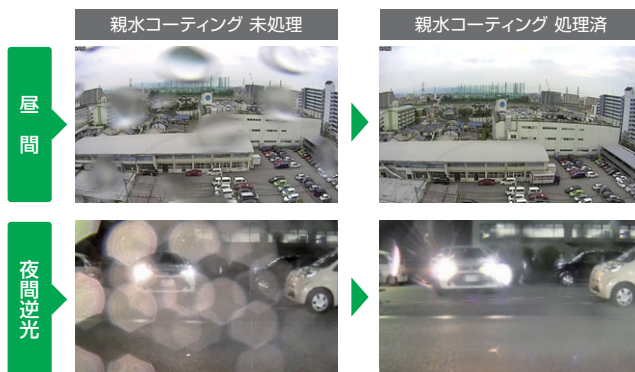 親水コーティング 未処理
親水コーティング 処理済
昼間
夜間逆光